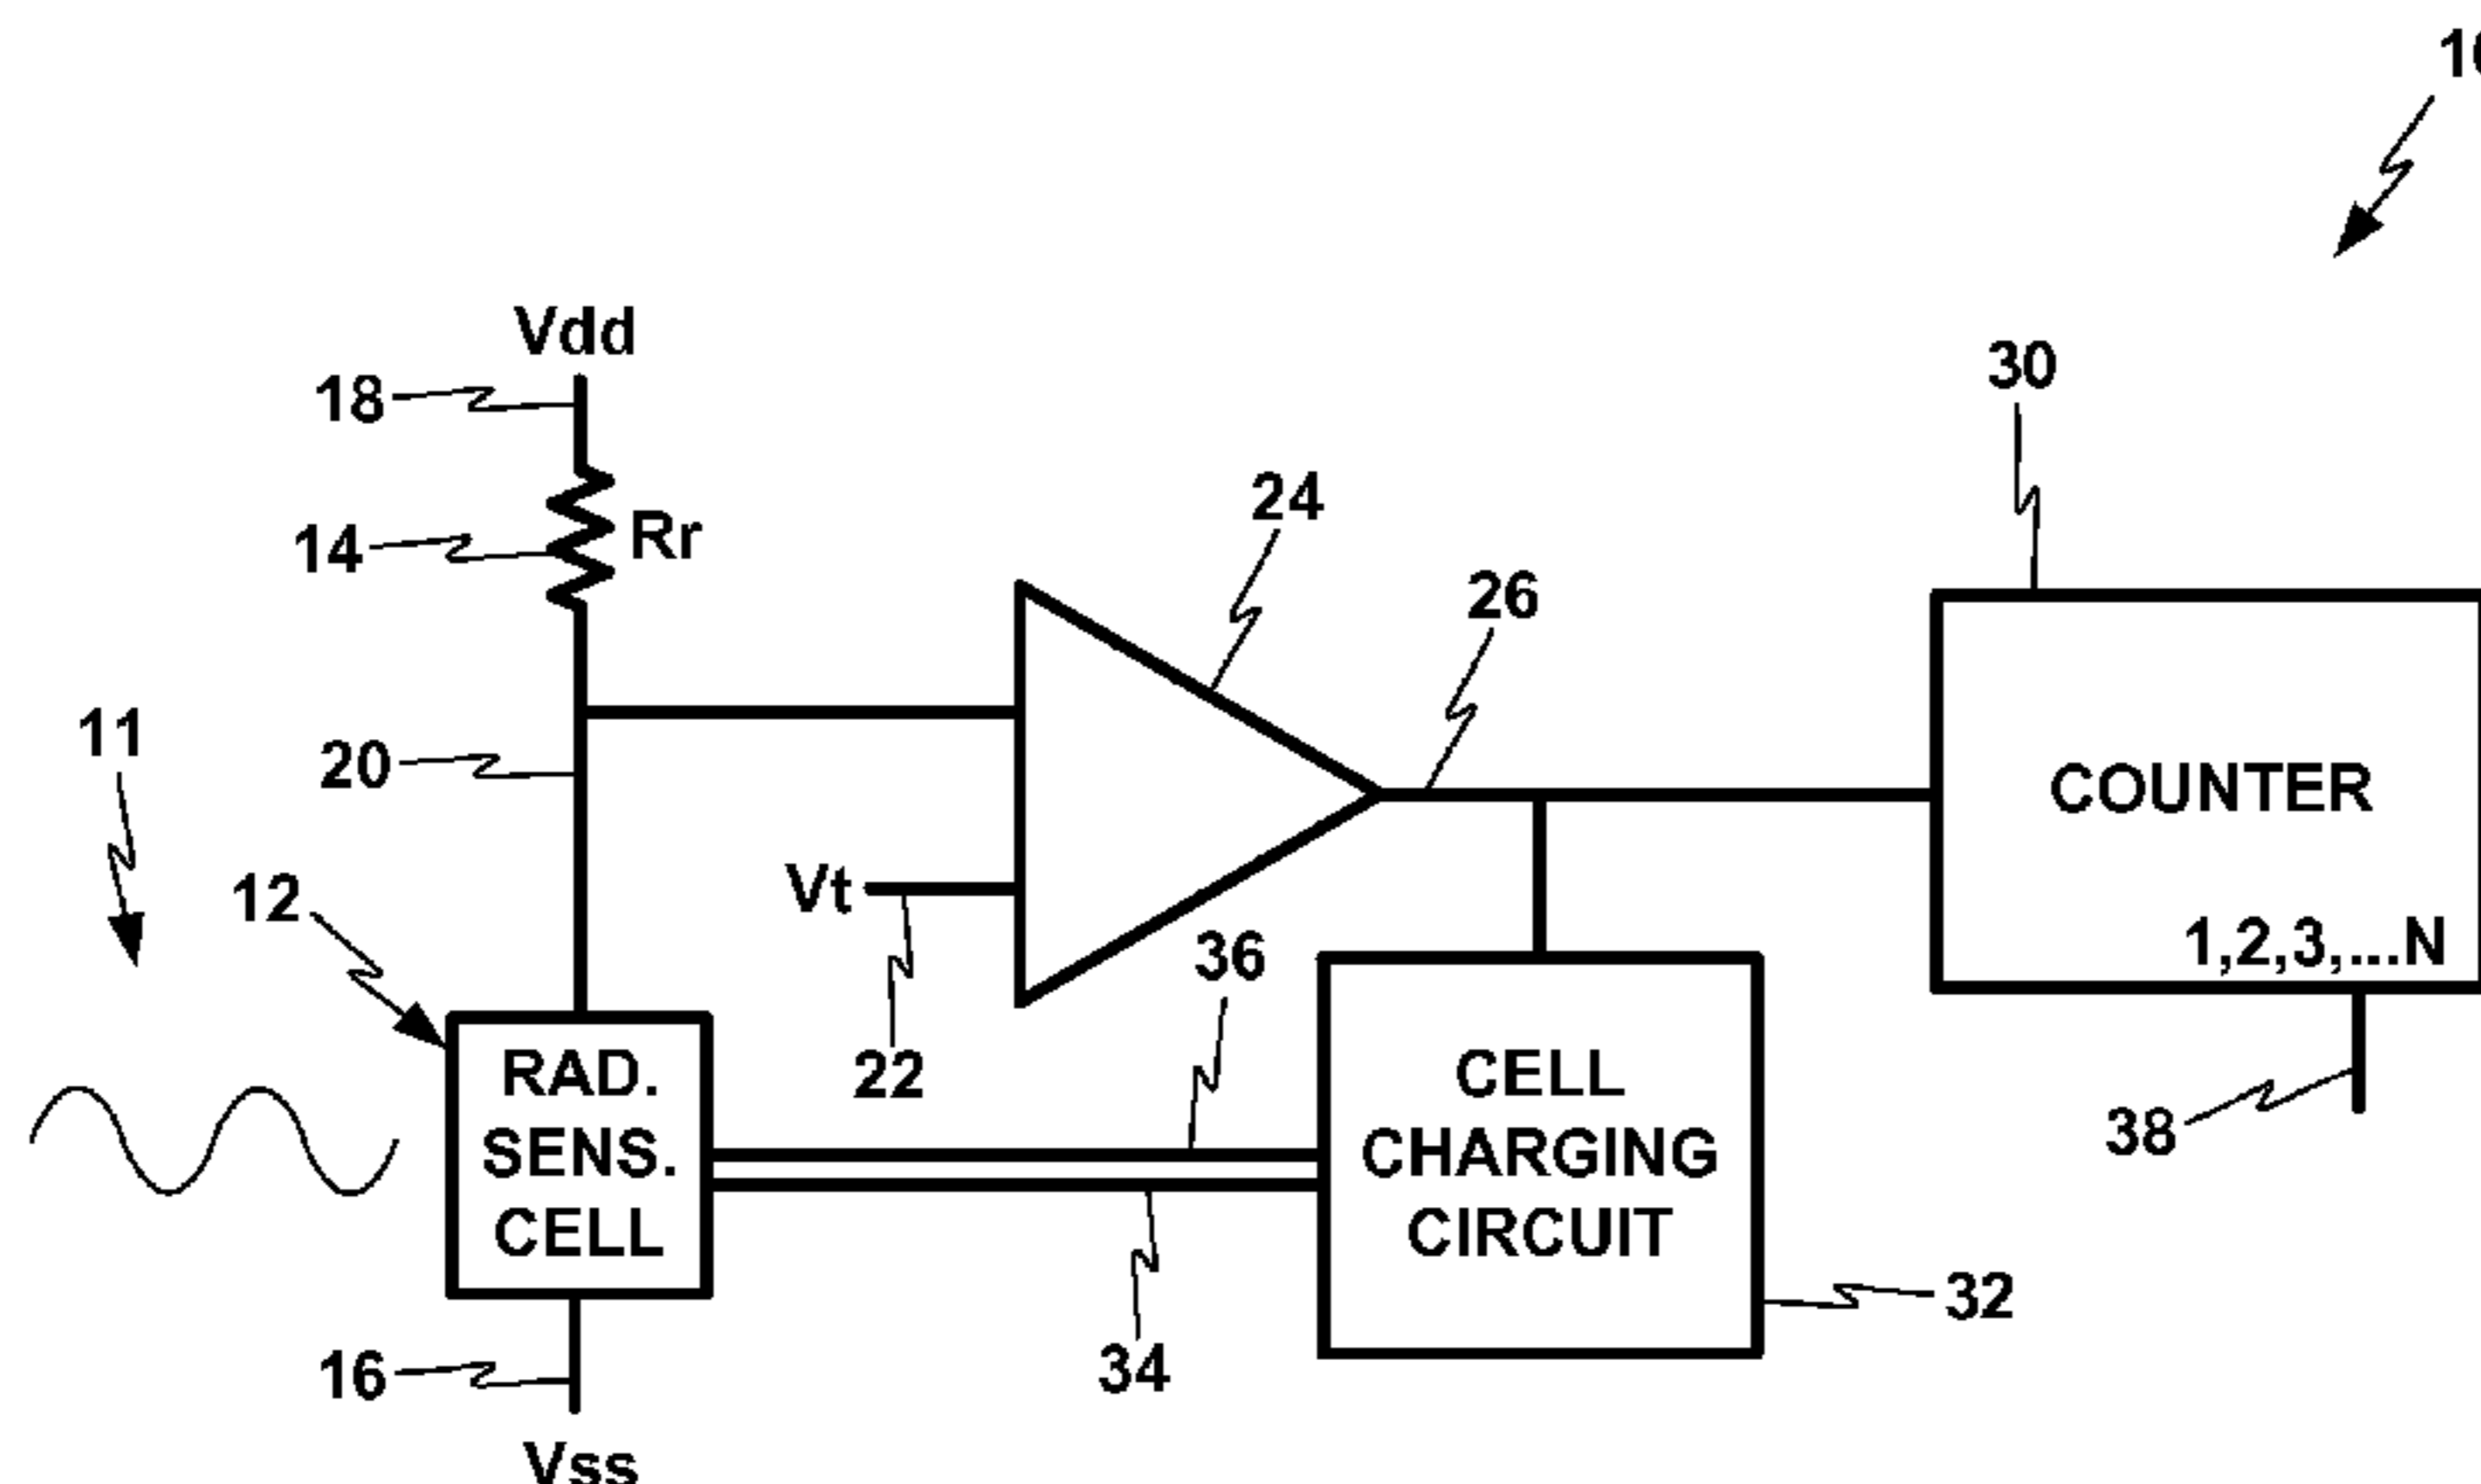 Vdd
18
30
24
14
Rr
26
11
20
COUNTER
Vt
12
1,2,3,...N
36
22
RAD.
SENS.
CELL
CELL
CHARGING
CIRCUIT
38
32
34
16
Vss